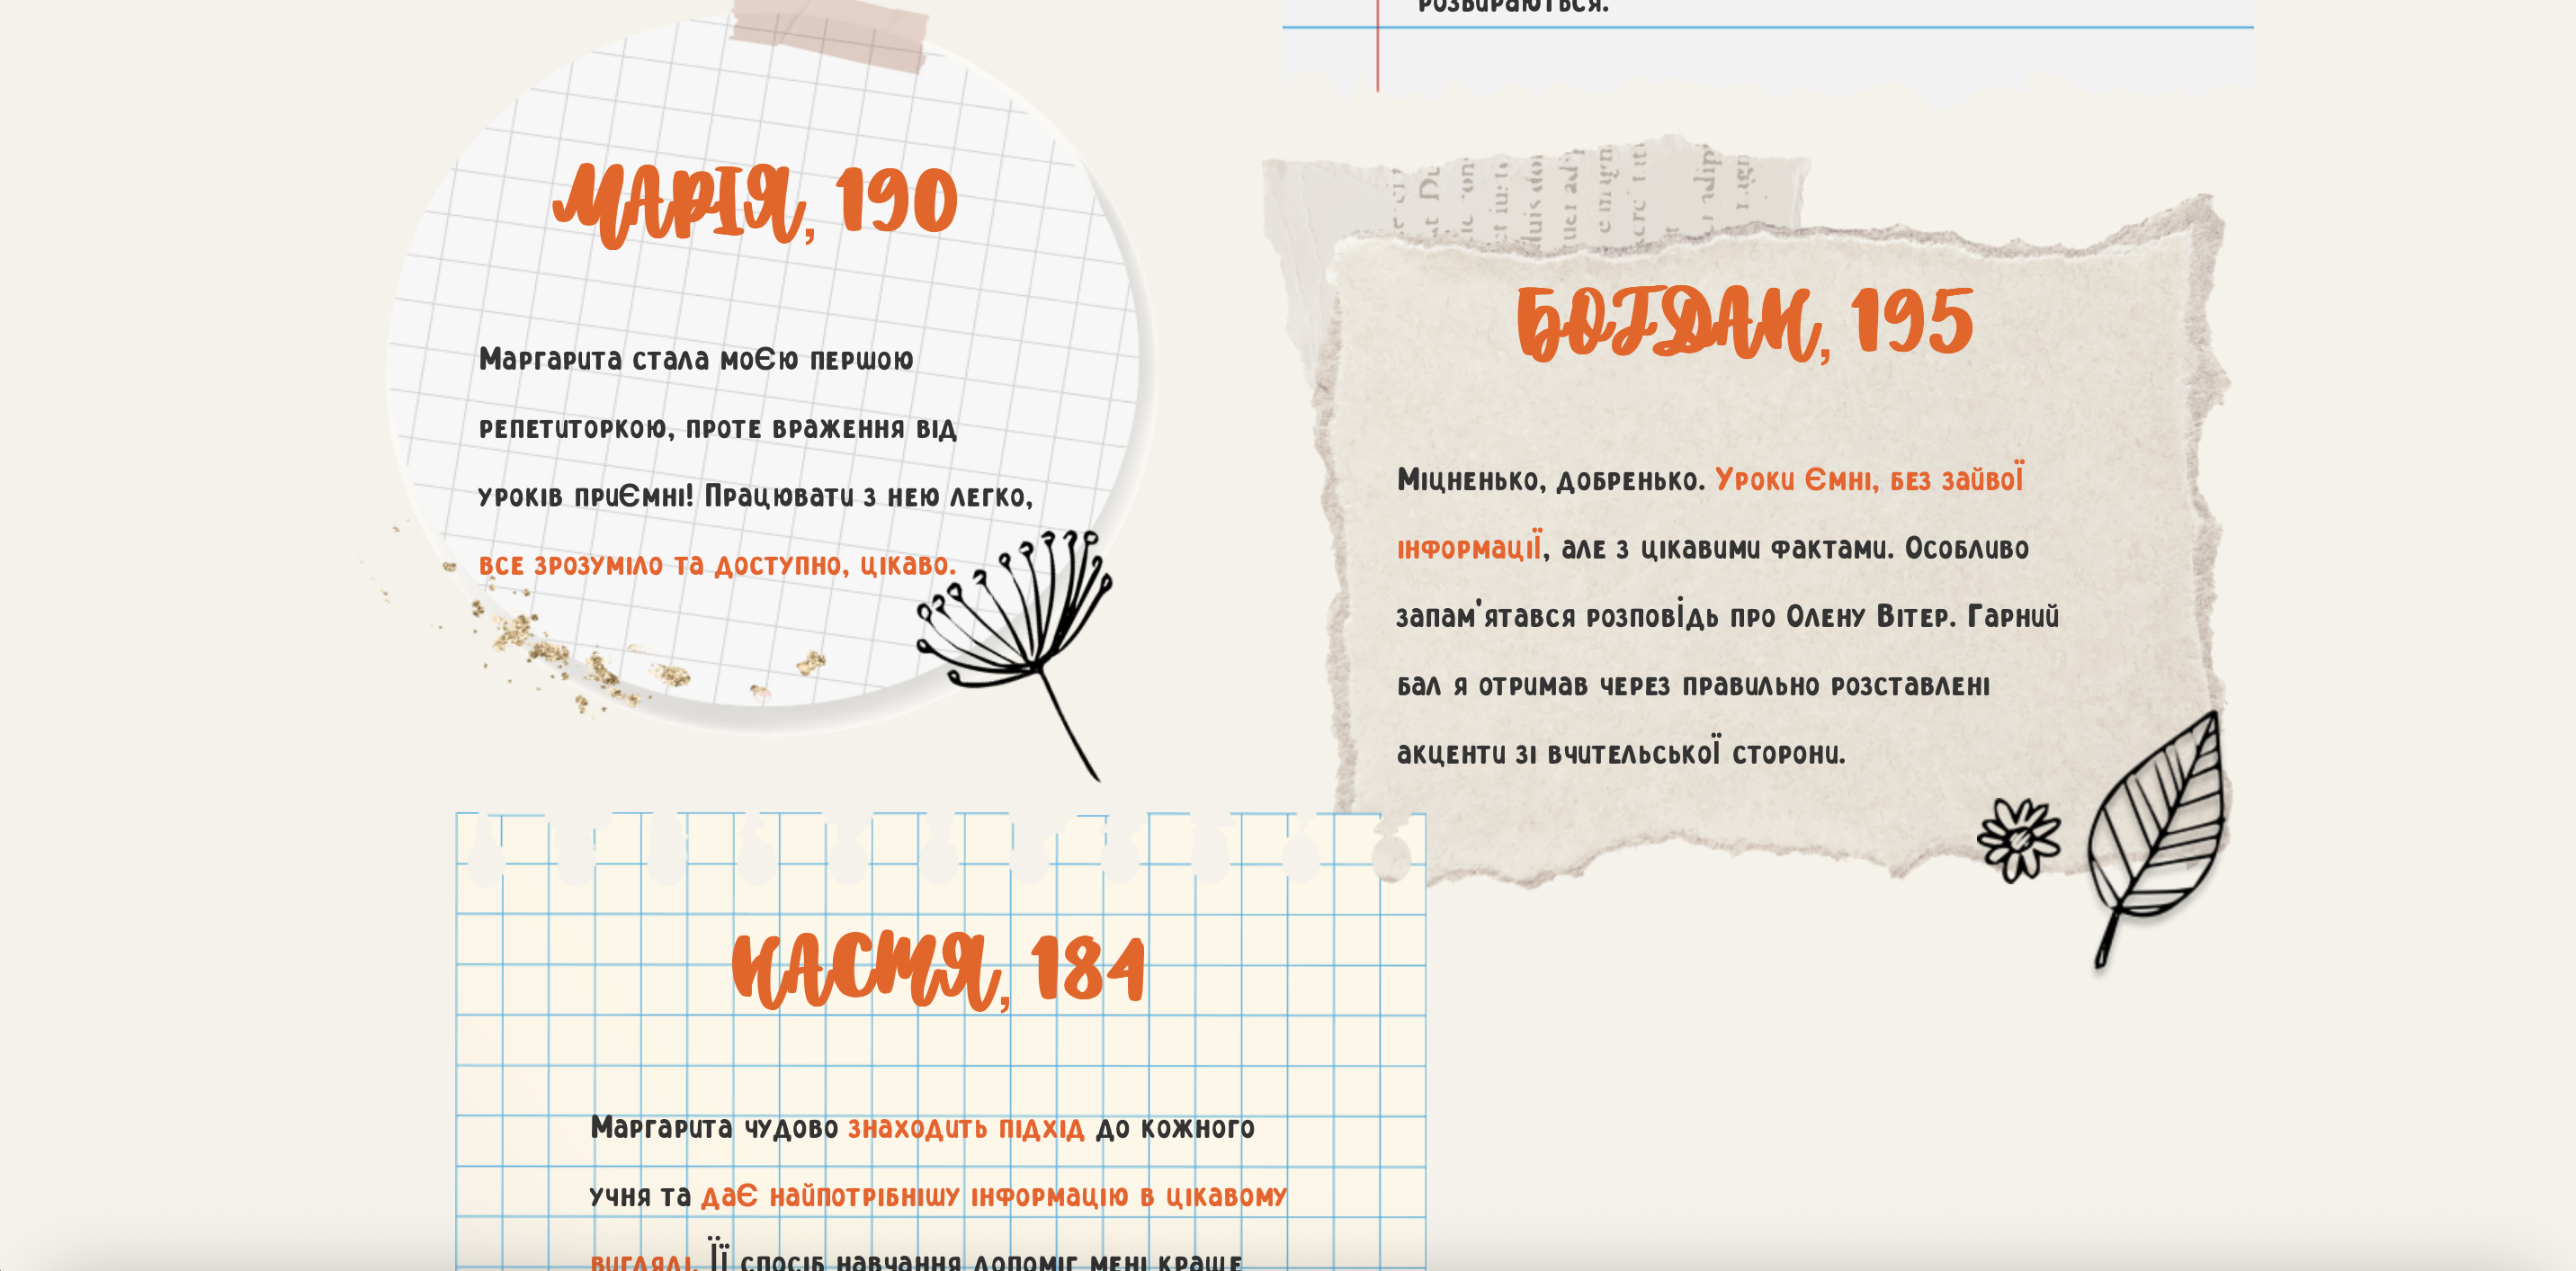 розбираються.
МАРІЯ, 190
Маргарита стала моЄю першою
репетиторкою, проте враження від
уроків приЄмні! Працювати з нею легко,
все зрозуміло та доступно, цікаво.
БОГДАН, 195
Міцненько, добренько. Уроки Ємні, без зайвоЇ
інформаціЇ, але з цікавими фактами. Особливо
запам'ятався розповідь про Олену Вітер. Гарний
бал я отримав через правильно розставлені
акценти зі вчительськоЇ сторони.
НАСТЯ, 184
Маргарита чудово знаходить підхід до кожного
учня та даЄ найпотрібнішу інформацію в цікавому
вигляді. ЇЇ спосіб навчання допоміг мені краще